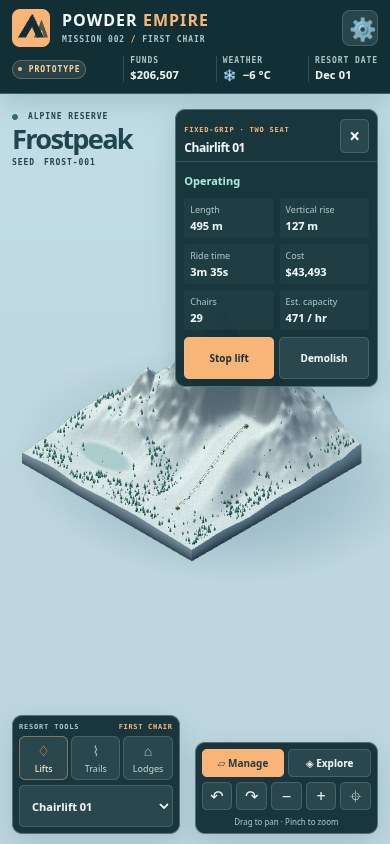 POWDER EMPIRE
MISSION 002 / FIRST CHAIR
PROTOTYPE
FUNDS
$206,507
WEATHER
−6 °C
RESORT DATE
Dec 01
ALPINE RESERVE
Frostpeak
SEED FROST-001
FIXED-GRIP · TWO SEAT
Chairlift 01
×
Operating
Length
495 m
Vertical rise
127 m
Ride time
3m 35s
Cost
$43,493
Chairs
29
Est. capacity
471 / hr
Stop lift
Demolish
RESORT TOOLS
FIRST CHAIR
Lifts
Trails
Lodges
Chairlift 01
Manage
Explore
Drag to pan · Pinch to zoom